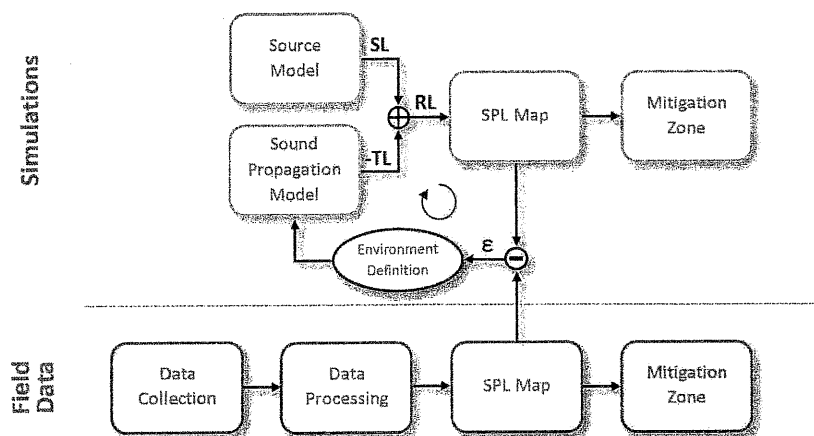 Simulations
Source
Model
SL
Sound
Propagation
Model
-TL
RL
SPL Map
Mitigation
Zone
ε
Environment
Definition
Field
Data
Data
Collection
Data
Processing
SPL Map
Mitigation
Zone